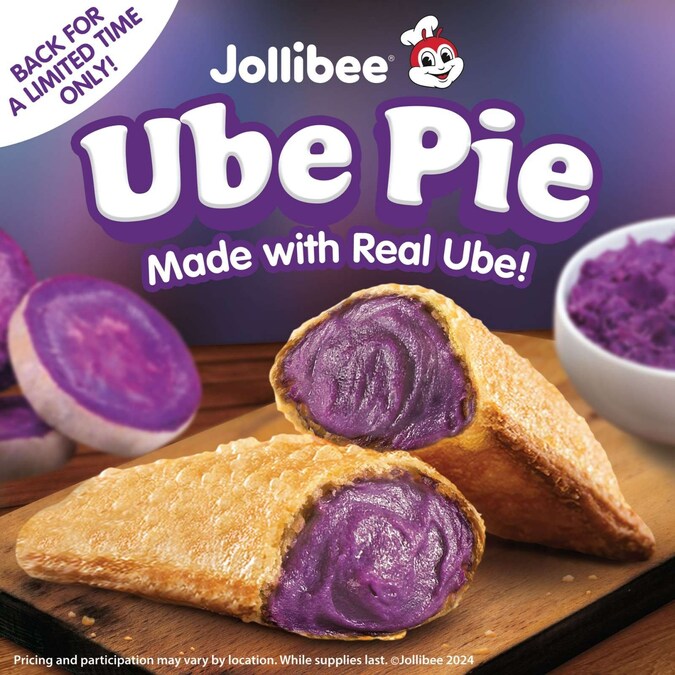 BACK FOR
A LIMITED TIME
ONLY!
Jollibee®
Ube Pie
Made with Real Ube!
Pricing and participation may vary by location. While supplies last. ©Jollibee 2024